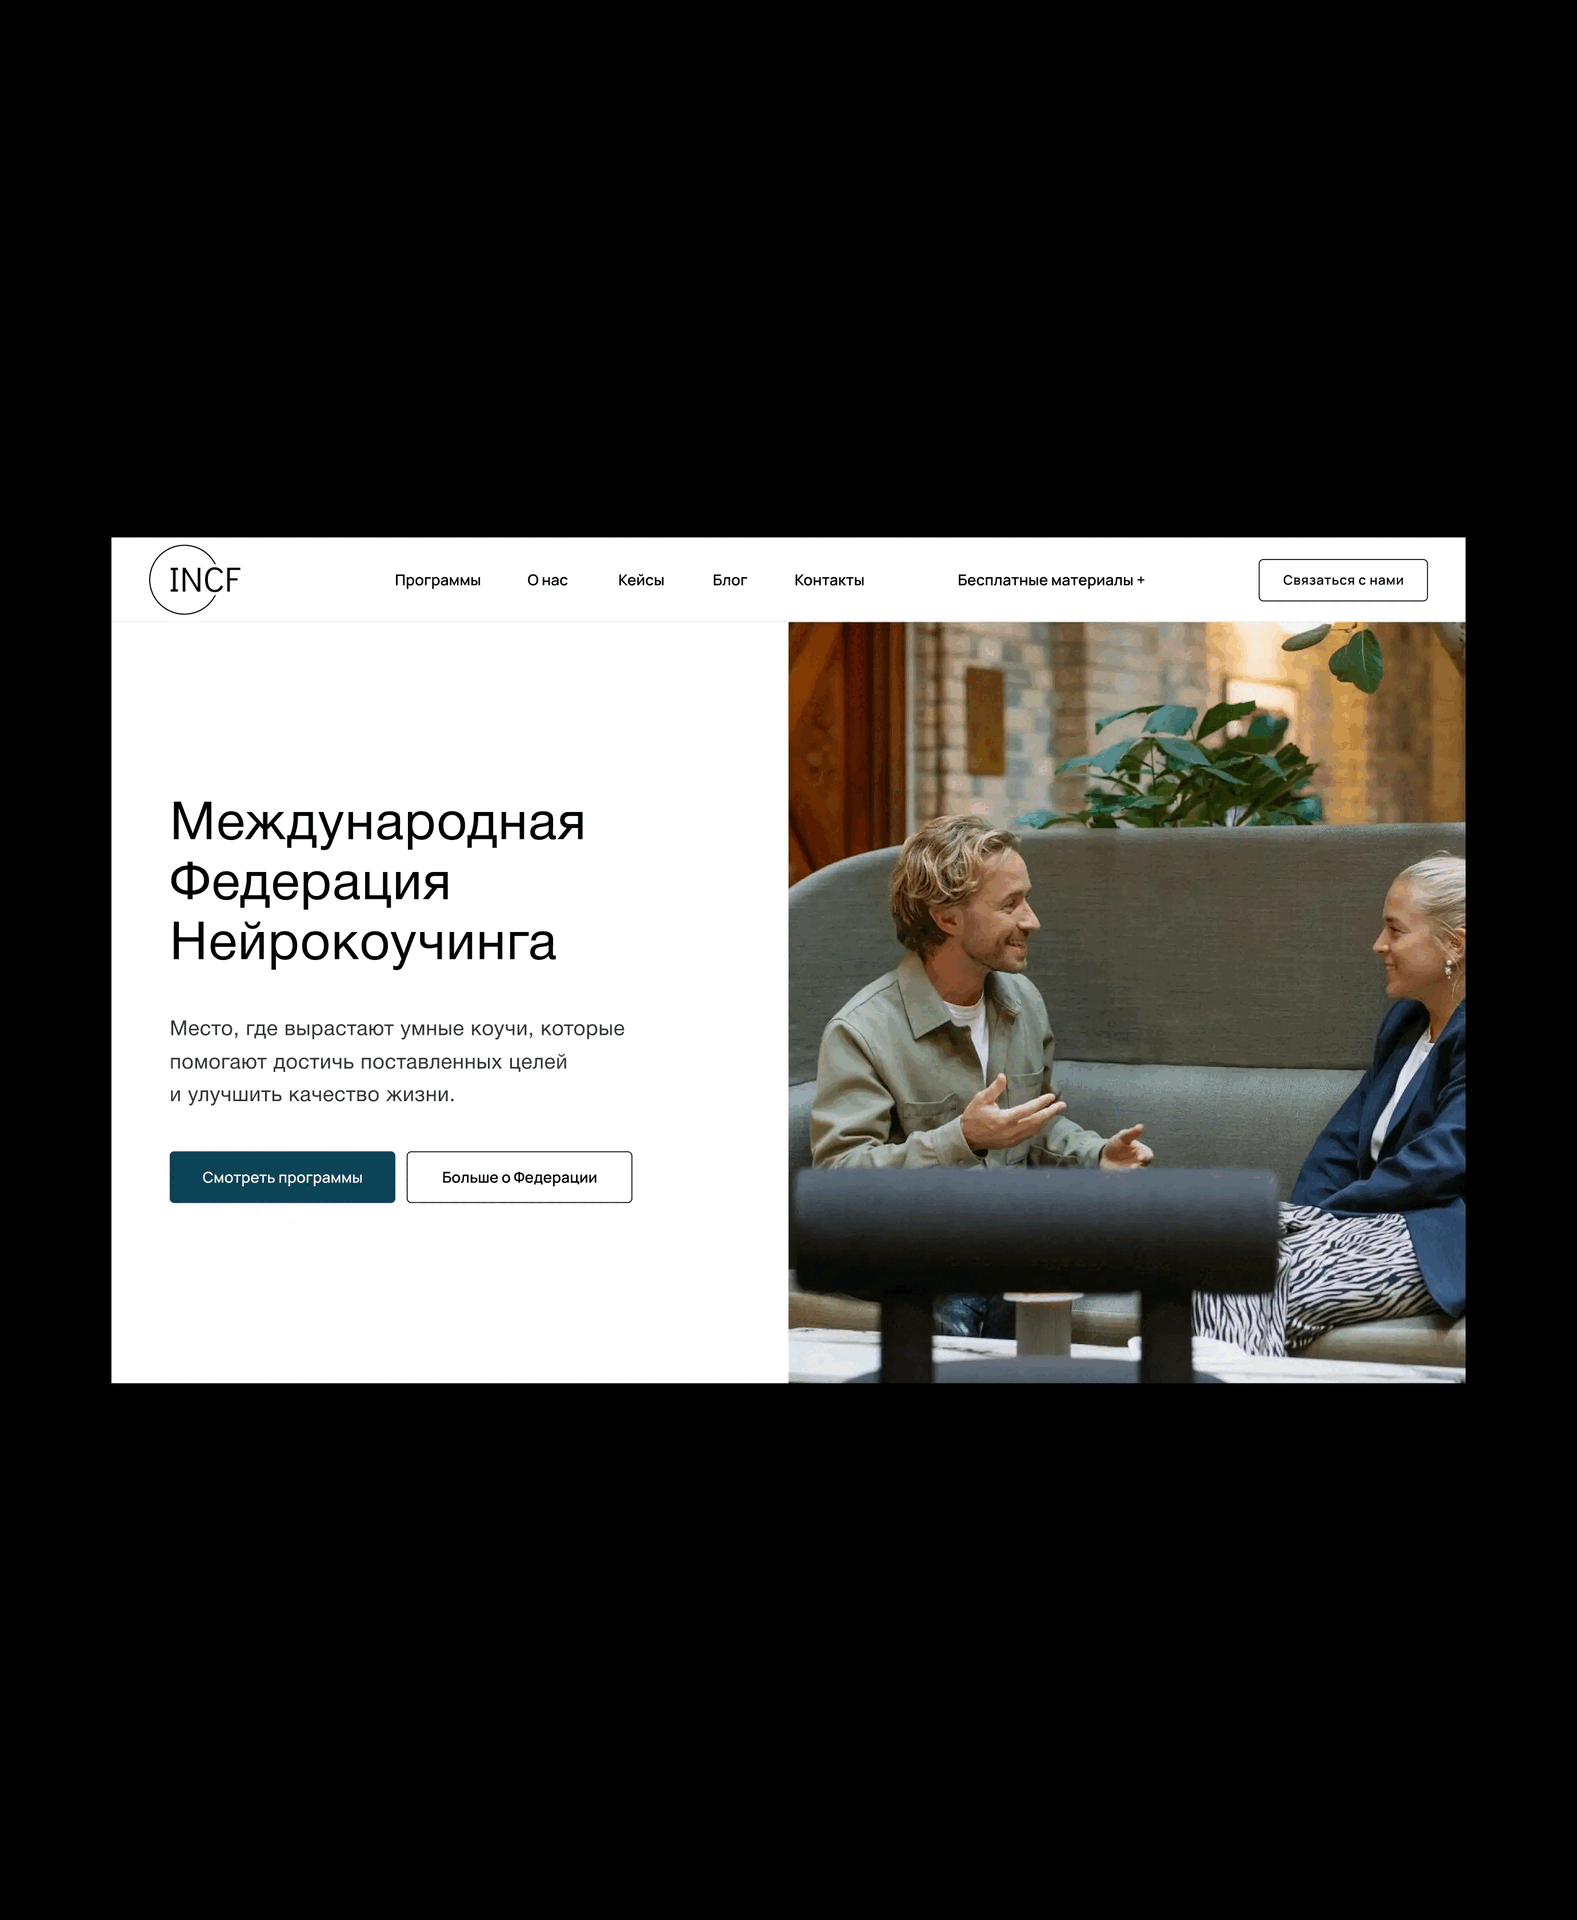 INCF
Программы
О нас
Кейсы
Блог
Контакты
Бесплатные материалы +
Связаться с нами
Международная
Федерация
Нейрокоучинга
Место, где вырастают умные коучи, которые
помогают достичь поставленных целей
и улучшить качество жизни.
Смотреть программы
Больше о Федерации